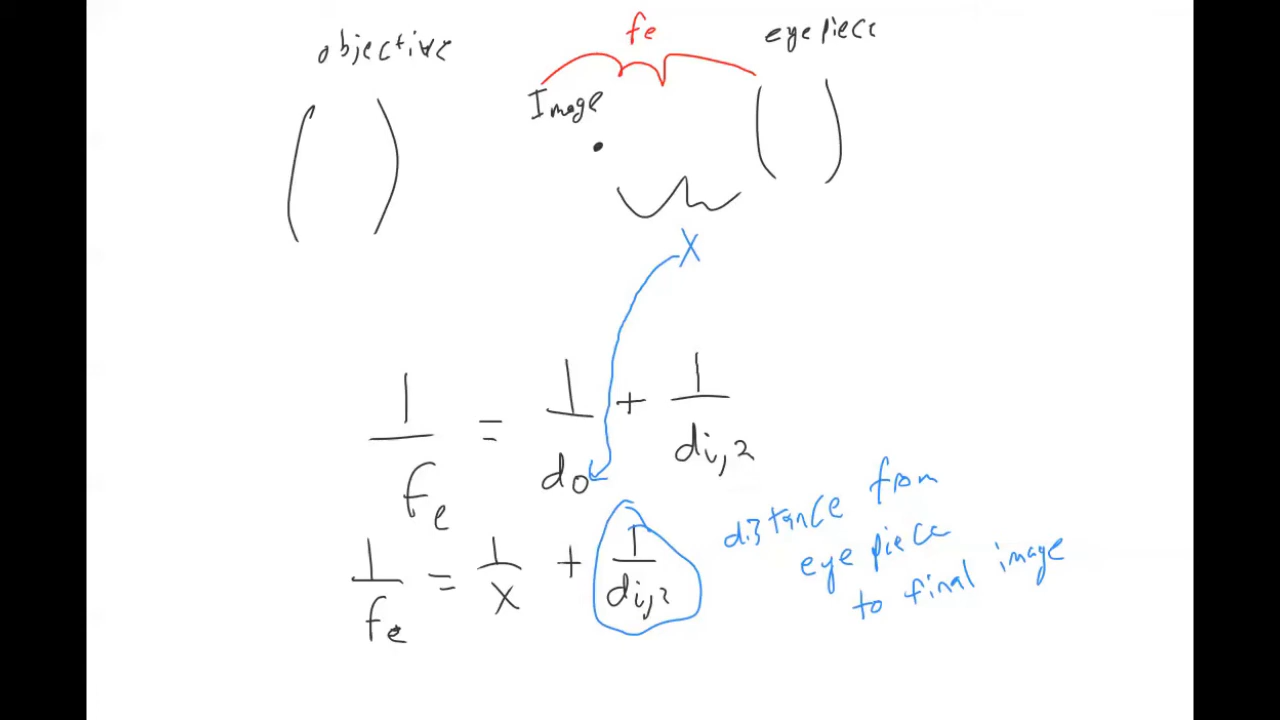 objective
fe
eyepiece
Image
X
1/fe = 1/do + 1/di,2
1/fe = 1/x + 1/di,2
distance from
eye piece
to final image